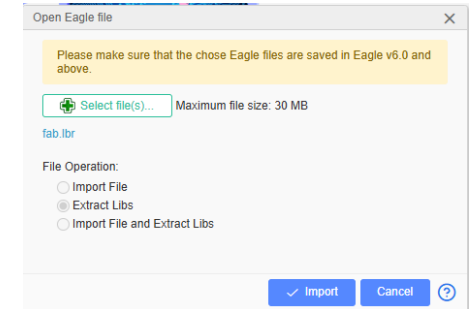 Open Eagle file
Please make sure that the chose Eagle files are saved in Eagle v6.0 and
above.
Select file(s)... Maximum file size: 30 MB
fab.lbr
File Operation:
Import File
Extract Libs
Import File and Extract Libs
Import Cancel